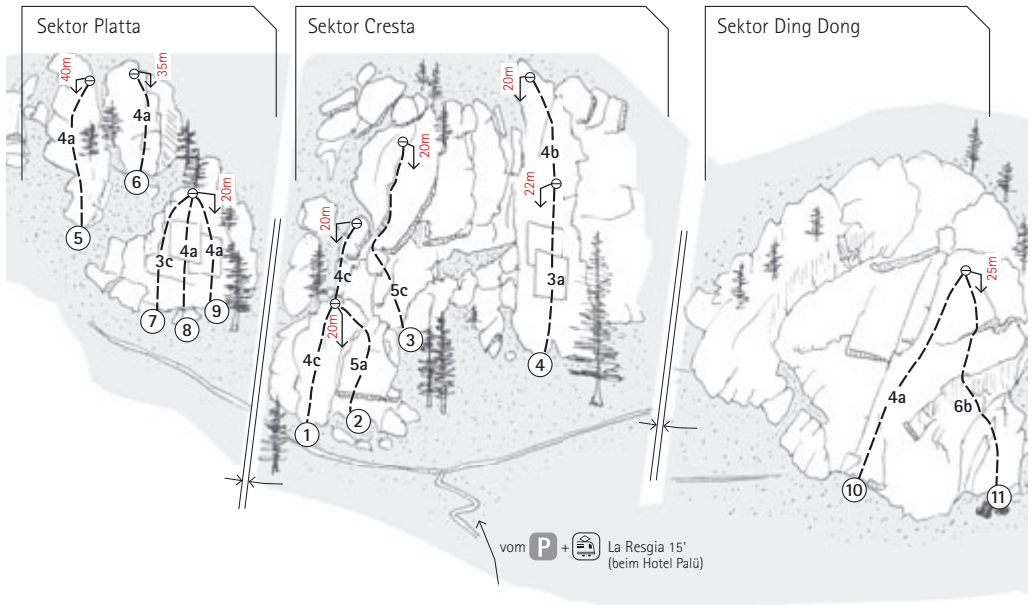 Sektor Platta
40m
35m
4a
4a
6
5
20m
3c
4a
4a
7
8
9
Sektor Cresta
20m
20m
4b
22m
20m
4c
5c
3a
20m
3
4
4c
5a
1
2
Sektor Ding Dong
25m
4a
6b
10
11
vom P + La Resgia 15'
(beim Hotel Palü)